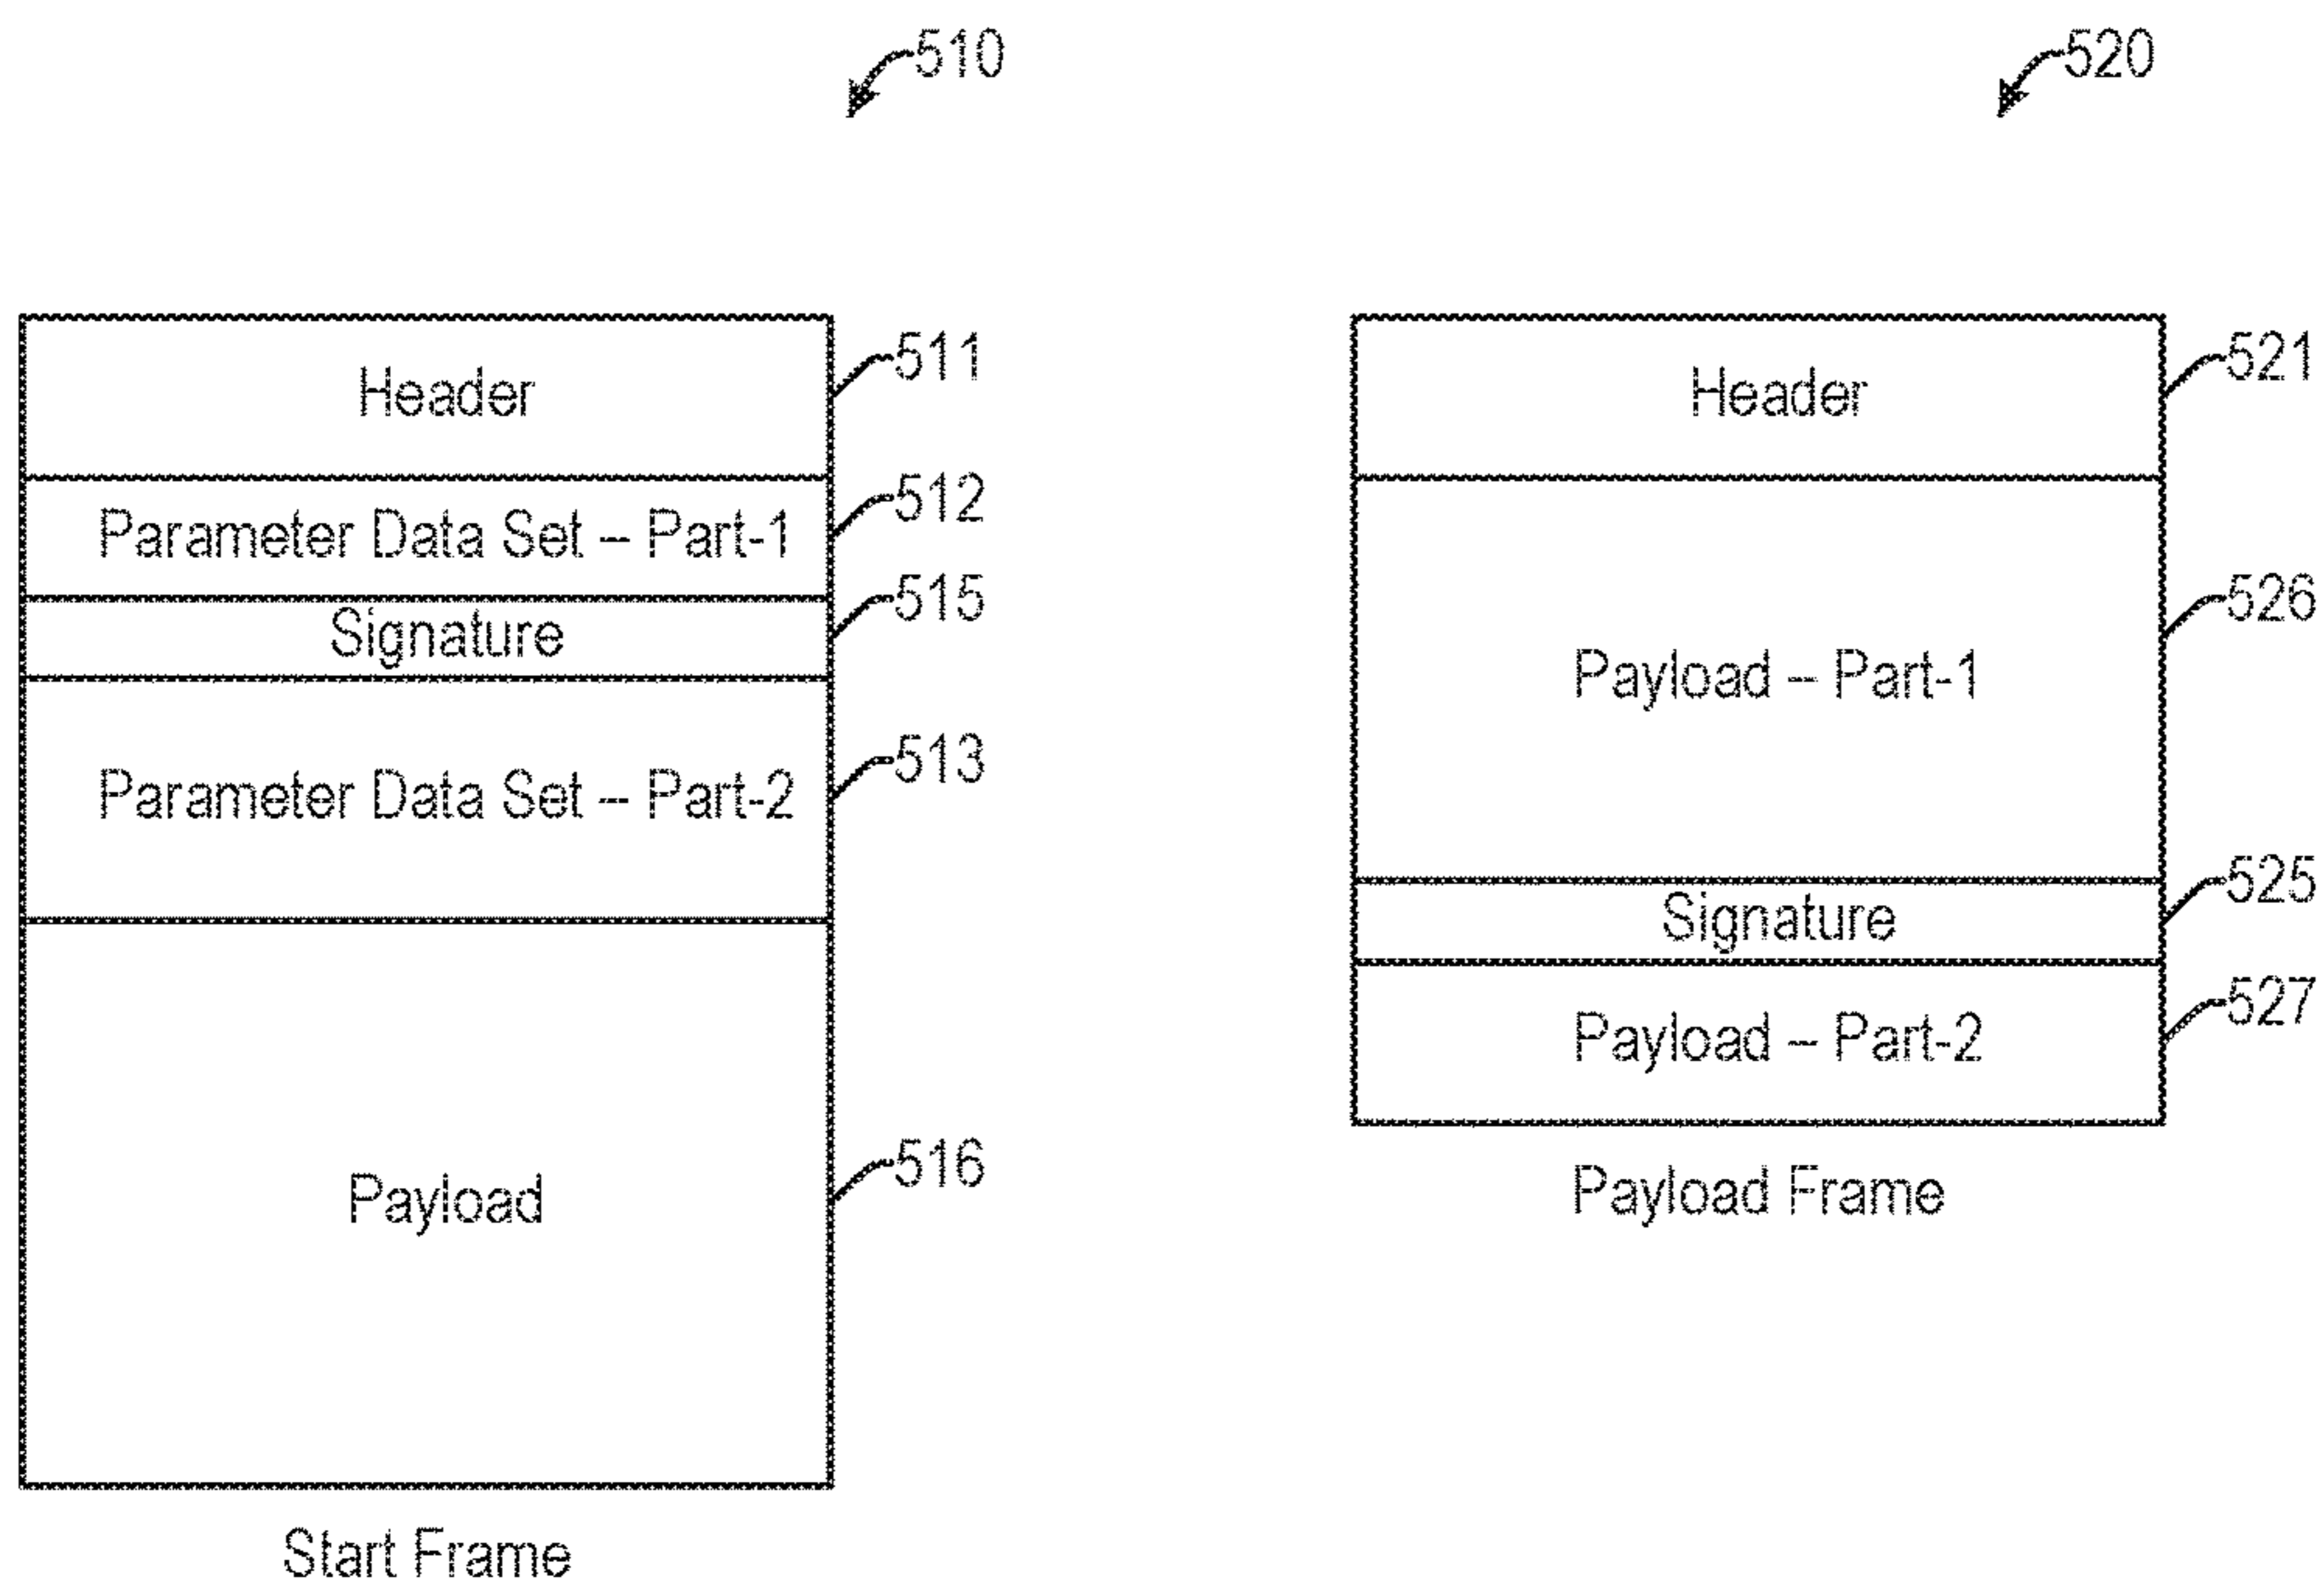 510
Header
511
Parameter Data Set – Part-1
512
Signature
515
Parameter Data Set – Part-2
513
Payload
516
Start Frame
520
Header
521
Payload – Part-1
526
Signature
525
Payload – Part-2
527
Payload Frame